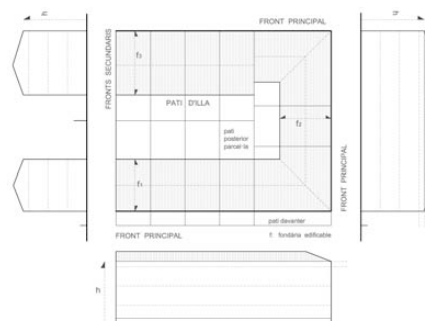 FRONT PRINCIPAL
h
h
FRONTS SECUNDARIS
f₃
PATI D'ILLA
f₂
pati
posterior
parcel·la
f₁
FRONT PRINCIPAL
pati davanter
FRONT PRINCIPAL
f. fondària edificable
h